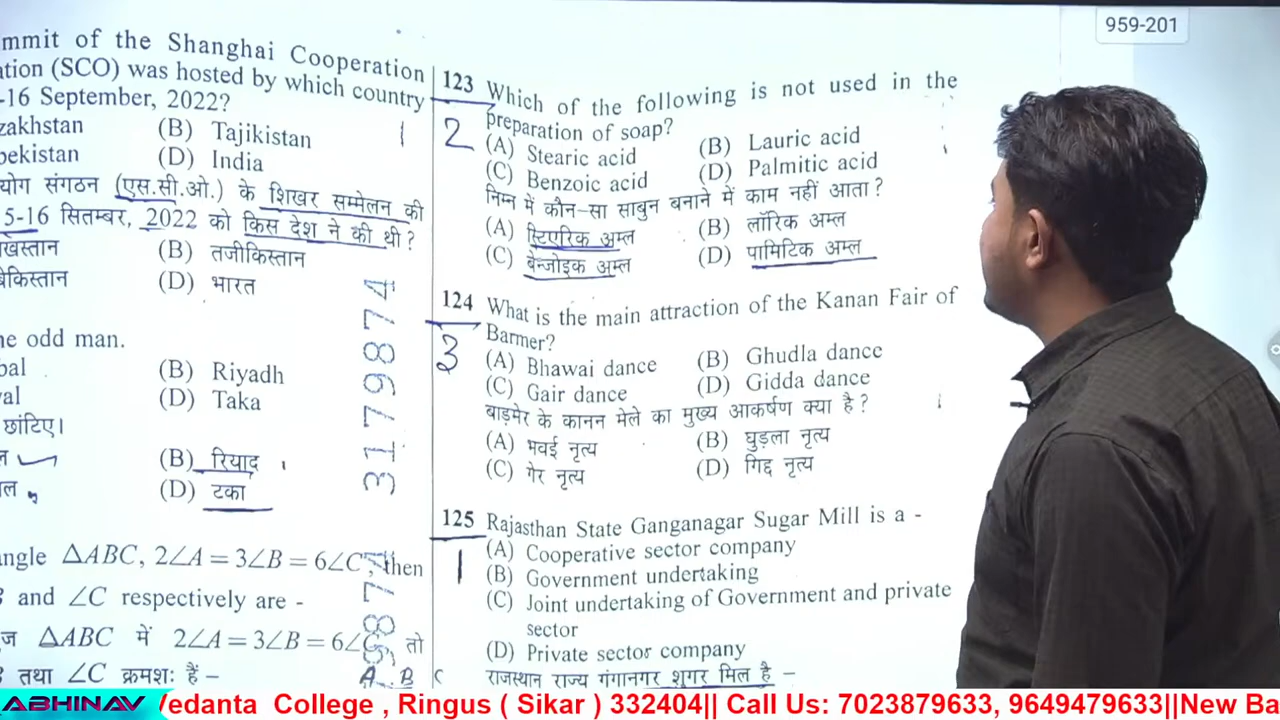 959-201
mmit of the Shanghai Cooperation
ation (SCO) was hosted by which country
-16 September, 2022?
zakhstan (B) Tajikistan
bekistan (D) India
योग संगठन (एस.सी.ओ.) के शिखर सम्मेलन की
5-16 सितम्बर, 2022 को किस देश ने की थी?
खस्तान (B) तजीकिस्तान
बेकिस्तान (D) भारत
ne odd man.
bal (B) Riyadh
val (D) Taka
छांटिए।
(B) रियाद
ल (D) टका
angle ΔABC, 2∠A = 3∠B = 6∠C, then
B and ∠C respectively are -
ज ΔABC में 2∠A = 3∠B = 6∠C, तो
B तथा ∠C क्रमशः हैं -
A B C
3179874
123 Which of the following is not used in the
2 preparation of soap?
(A) Stearic acid (B) Lauric acid
(C) Benzoic acid (D) Palmitic acid
निम्न में कौन-सा साबुन बनाने में काम नहीं आता?
(A) स्टिएरिक अम्ल (B) लॉरिक अम्ल
(C) बेन्जोइक अम्ल (D) पामिटिक अम्ल
124 What is the main attraction of the Kanan Fair of
3 Barmer?
(A) Bhawai dance (B) Ghudla dance
(C) Gair dance (D) Gidda dance
बाड़मेर के कानन मेले का मुख्य आकर्षण क्या है?
(A) भवई नृत्य (B) घुड़ला नृत्य
(C) गेर नृत्य (D) गिद्द नृत्य
125 Rajasthan State Ganganagar Sugar Mill is a -
1 (A) Cooperative sector company
(B) Government undertaking
(C) Joint undertaking of Government and private
sector
(D) Private sector company
राजस्थान राज्य गंगानगर शुगर मिल है -
ABHINAV Vedanta College , Ringus ( Sikar ) 332404|| Call Us: 7023879633, 9649479633||New Ba